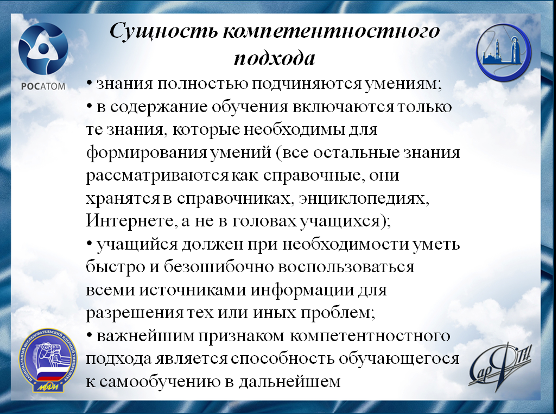 Сущность компетентностного
подхода
РОСАТОМ
• знания полностью подчиняются умениям;
• в содержание обучения включаются только
те знания, которые необходимы для
формирования умений (все остальные знания
рассматриваются как справочные, они
хранятся в справочниках, энциклопедиях,
Интернете, а не в головах учащихся);
• учащийся должен при необходимости уметь
быстро и безошибочно воспользоваться
всеми источниками информации для
разрешения тех или иных проблем;
• важнейшим признаком компетентностного
подхода является способность обучающегося
к самообучению в дальнейшем
СарФТИ